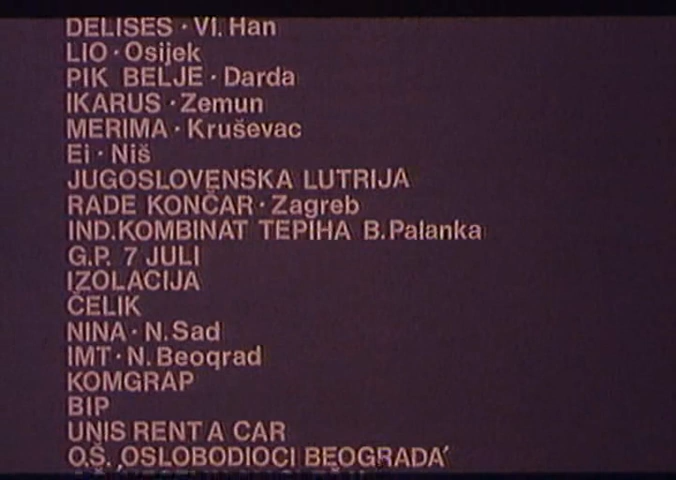 DELISES · Vl. Han
LIO · Osijek
PIK BELJE · Darda
IKARUS · Zemun
MERIMA · Kruševac
Ei · Niš
JUGOSLOVENSKA LUTRIJA
RADE KONČAR · Zagreb
IND.KOMBINAT TEPIHA B.Palanka
G.P. 7 JULI
IZOLACIJA
ČELIK
NINA · N.Sad
IMT · N.Beograd
KOMGRAP
BIP
UNIS RENT A CAR
O.Š. ,OSLOBODIOCI BEOGRADA´